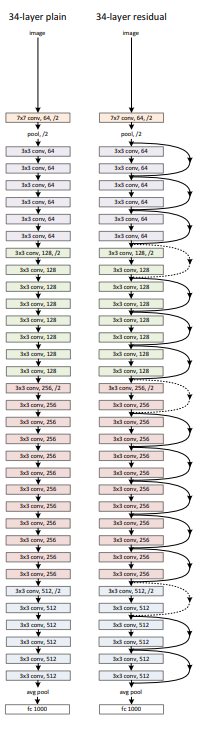 34-layer plain
image
7x7 conv, 64, /2
pool, /2
3x3 conv, 64
3x3 conv, 64
3x3 conv, 64
3x3 conv, 64
3x3 conv, 64
3x3 conv, 64
3x3 conv, 128, /2
3x3 conv, 128
3x3 conv, 128
3x3 conv, 128
3x3 conv, 128
3x3 conv, 128
3x3 conv, 128
3x3 conv, 128
3x3 conv, 256, /2
3x3 conv, 256
3x3 conv, 256
3x3 conv, 256
3x3 conv, 256
3x3 conv, 256
3x3 conv, 256
3x3 conv, 256
3x3 conv, 256
3x3 conv, 256
3x3 conv, 256
3x3 conv, 256
3x3 conv, 512, /2
3x3 conv, 512
3x3 conv, 512
3x3 conv, 512
3x3 conv, 512
3x3 conv, 512
avg pool
fc 1000
34-layer residual
image
7x7 conv, 64, /2
pool, /2
3x3 conv, 64
3x3 conv, 64
3x3 conv, 64
3x3 conv, 64
3x3 conv, 64
3x3 conv, 64
3x3 conv, 128, /2
3x3 conv, 128
3x3 conv, 128
3x3 conv, 128
3x3 conv, 128
3x3 conv, 128
3x3 conv, 128
3x3 conv, 128
3x3 conv, 256, /2
3x3 conv, 256
3x3 conv, 256
3x3 conv, 256
3x3 conv, 256
3x3 conv, 256
3x3 conv, 256
3x3 conv, 256
3x3 conv, 256
3x3 conv, 256
3x3 conv, 256
3x3 conv, 256
3x3 conv, 512, /2
3x3 conv, 512
3x3 conv, 512
3x3 conv, 512
3x3 conv, 512
3x3 conv, 512
avg pool
fc 1000